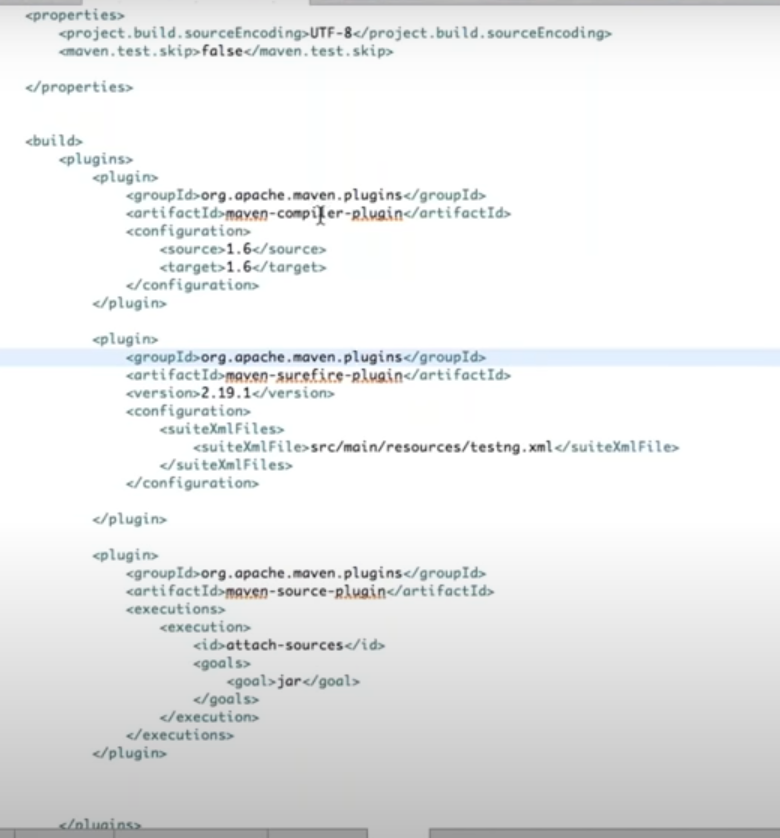 <properties>
<project.build.sourceEncoding>UTF-8</project.build.sourceEncoding>
<maven.test.skip>false</maven.test.skip>
</properties>
<build>
<plugins>
<plugin>
<groupId>org.apache.maven.plugins</groupId>
<artifactId>maven-compiler-plugin</artifactId>
<configuration>
<source>1.6</source>
<target>1.6</target>
</configuration>
</plugin>
<plugin>
<groupId>org.apache.maven.plugins</groupId>
<artifactId>maven-surefire-plugin</artifactId>
<version>2.19.1</version>
<configuration>
<suiteXmlFiles>
<suiteXmlFile>src/main/resources/testng.xml</suiteXmlFile>
</suiteXmlFiles>
</configuration>
</plugin>
<plugin>
<groupId>org.apache.maven.plugins</groupId>
<artifactId>maven-source-plugin</artifactId>
<executions>
<execution>
<id>attach-sources</id>
<goals>
<goal>jar</goal>
</goals>
</execution>
</executions>
</plugin>
</plugins>